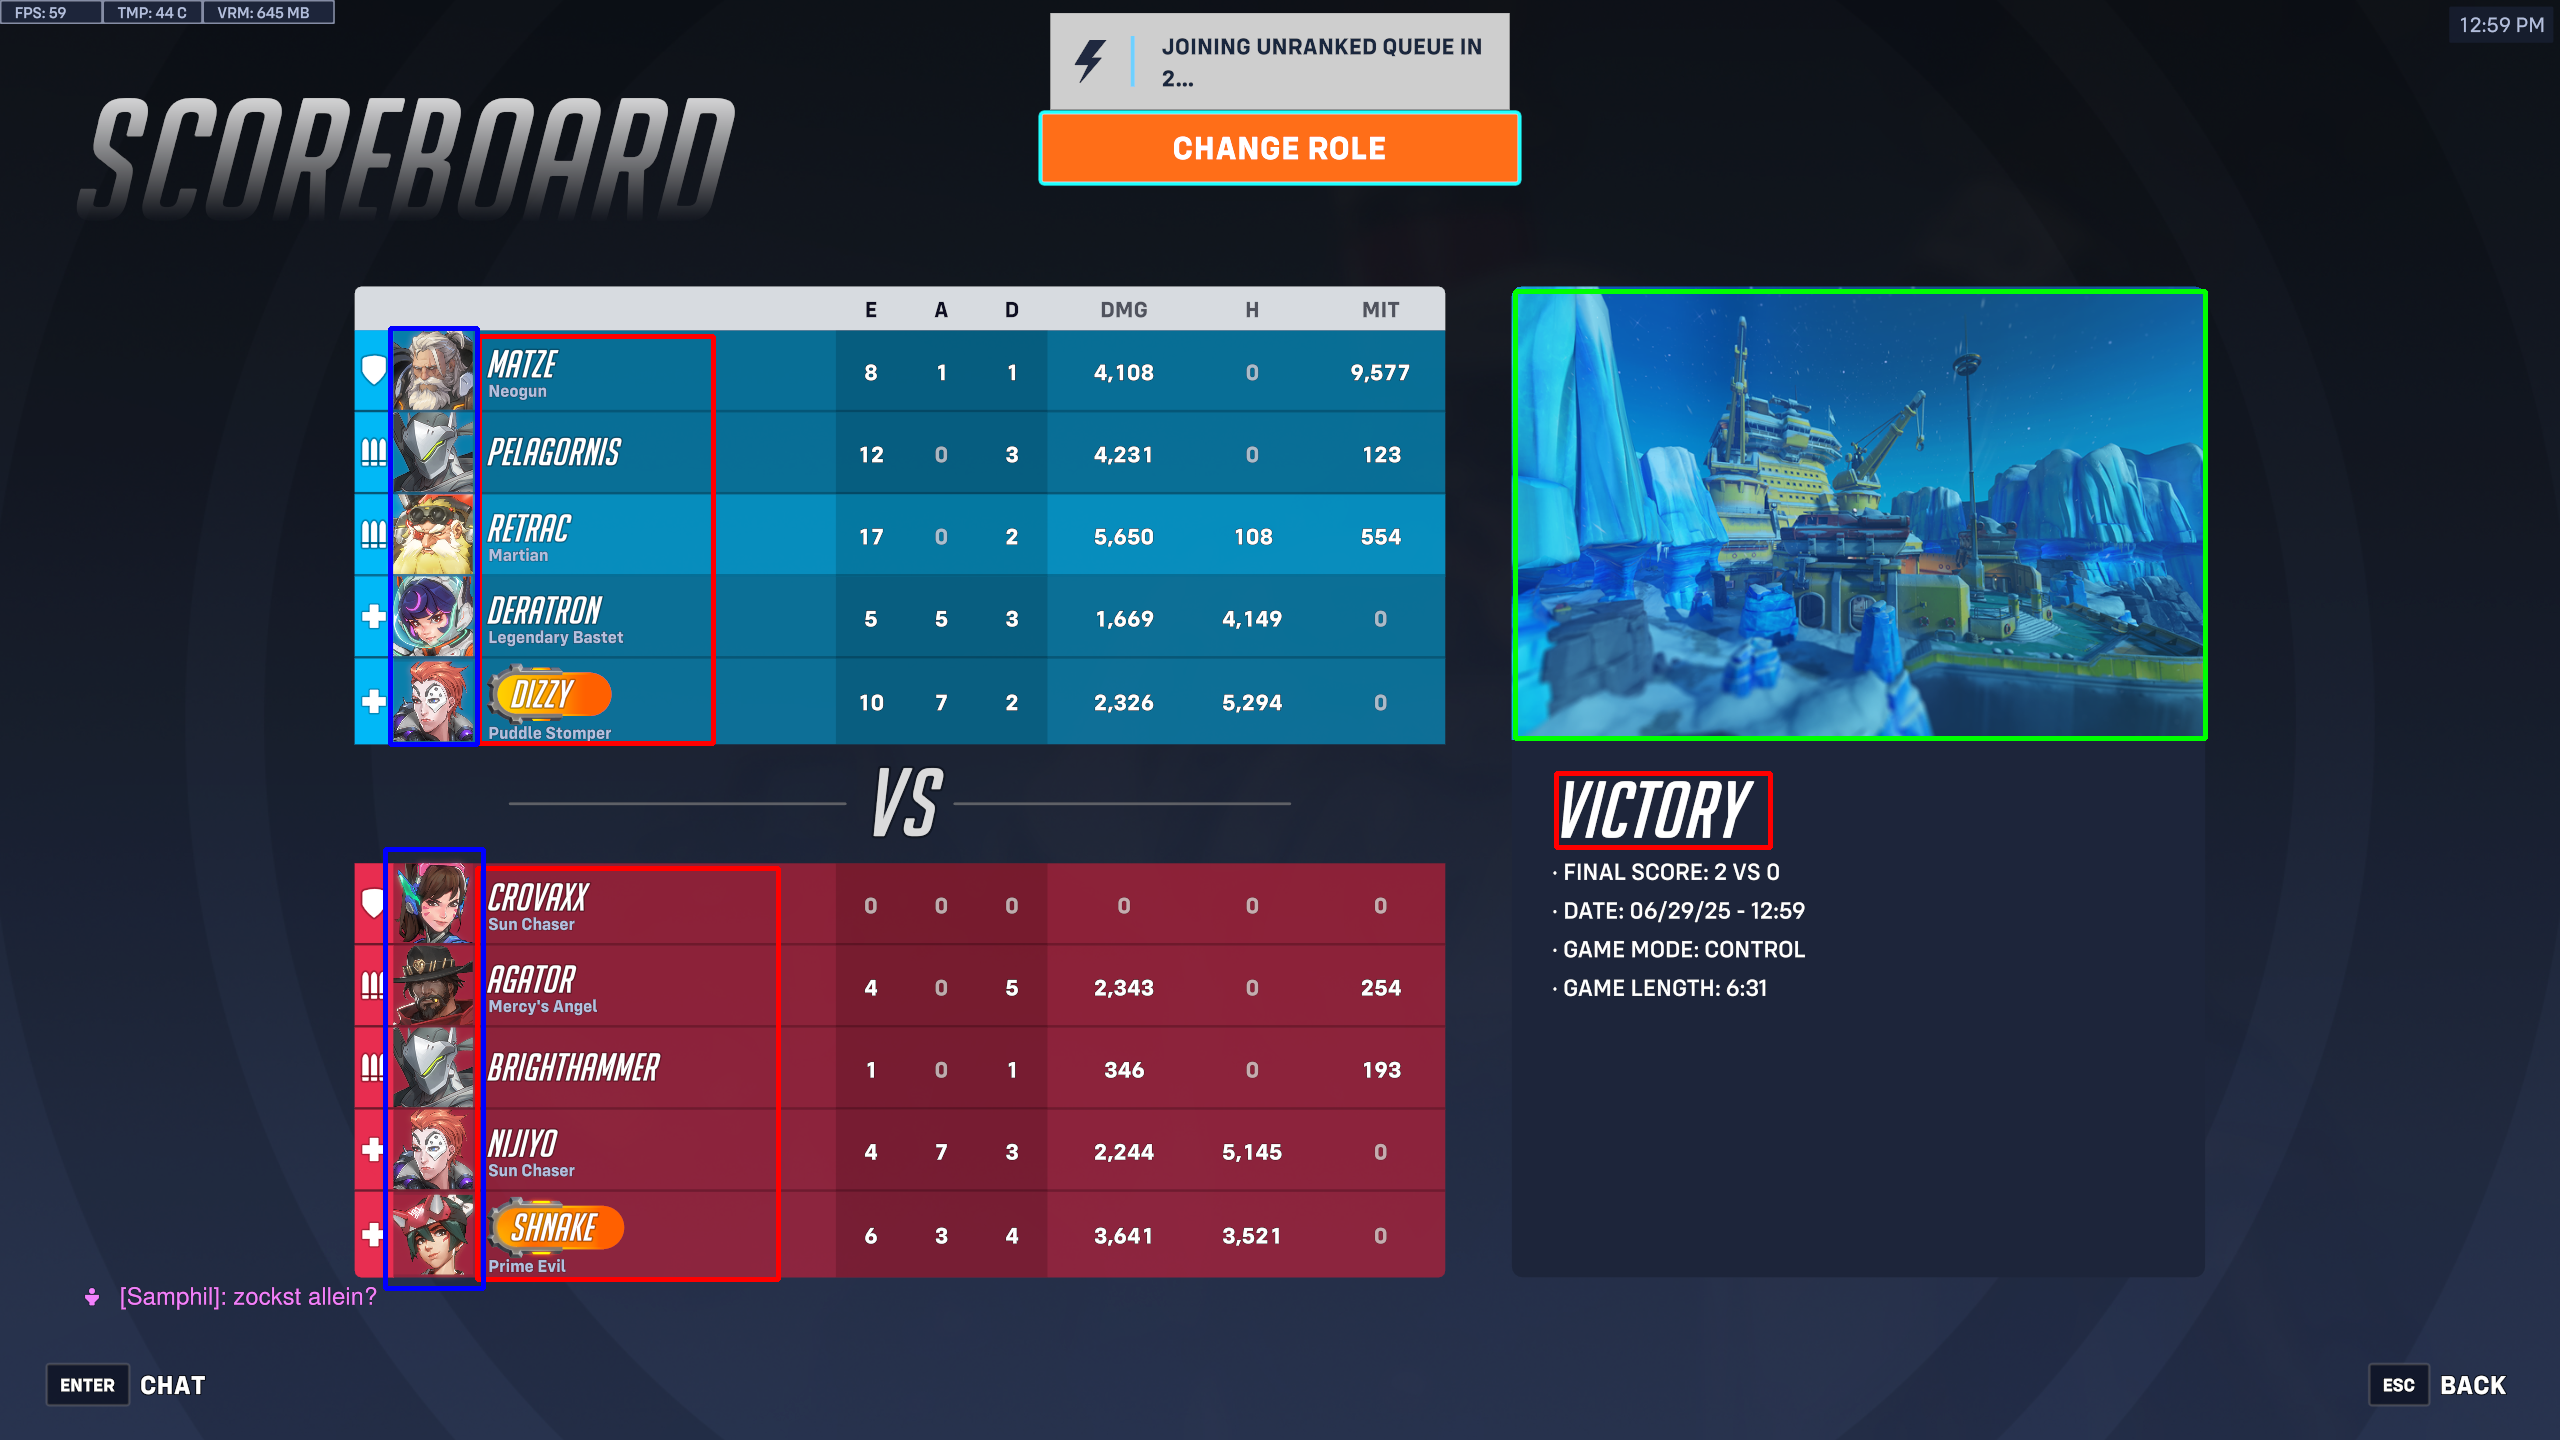 FPS: 59 TMP: 44 C VRM: 645 MB
12:59 PM
JOINING UNRANKED QUEUE IN
2...
CHANGE ROLE
SCOREBOARD
E A D DMG H MIT
MATZE 8 1 1 4,108 0 9,577
Neogun
PELAGORNIS 12 0 3 4,231 0 123
RETRAC 17 0 2 5,650 108 554
Martian
DERATRON 5 5 3 1,669 4,149 0
Legendary Bastet
DIZZY 10 7 2 2,326 5,294 0
Puddle Stomper
VS
CROVAXX 0 0 0 0 0 0
Sun Chaser
AGATOR 4 0 5 2,343 0 254
Mercy's Angel
BRIGHTHAMMER 1 0 1 346 0 193
NIJIYO 4 7 3 2,244 5,145 0
Sun Chaser
SHNAKE 6 3 4 3,641 3,521 0
Prime Evil
VICTORY
· FINAL SCORE: 2 VS 0
· DATE: 06/29/25 - 12:59
· GAME MODE: CONTROL
· GAME LENGTH: 6:31
[Samphil]: zockst allein?
ENTER CHAT
ESC BACK